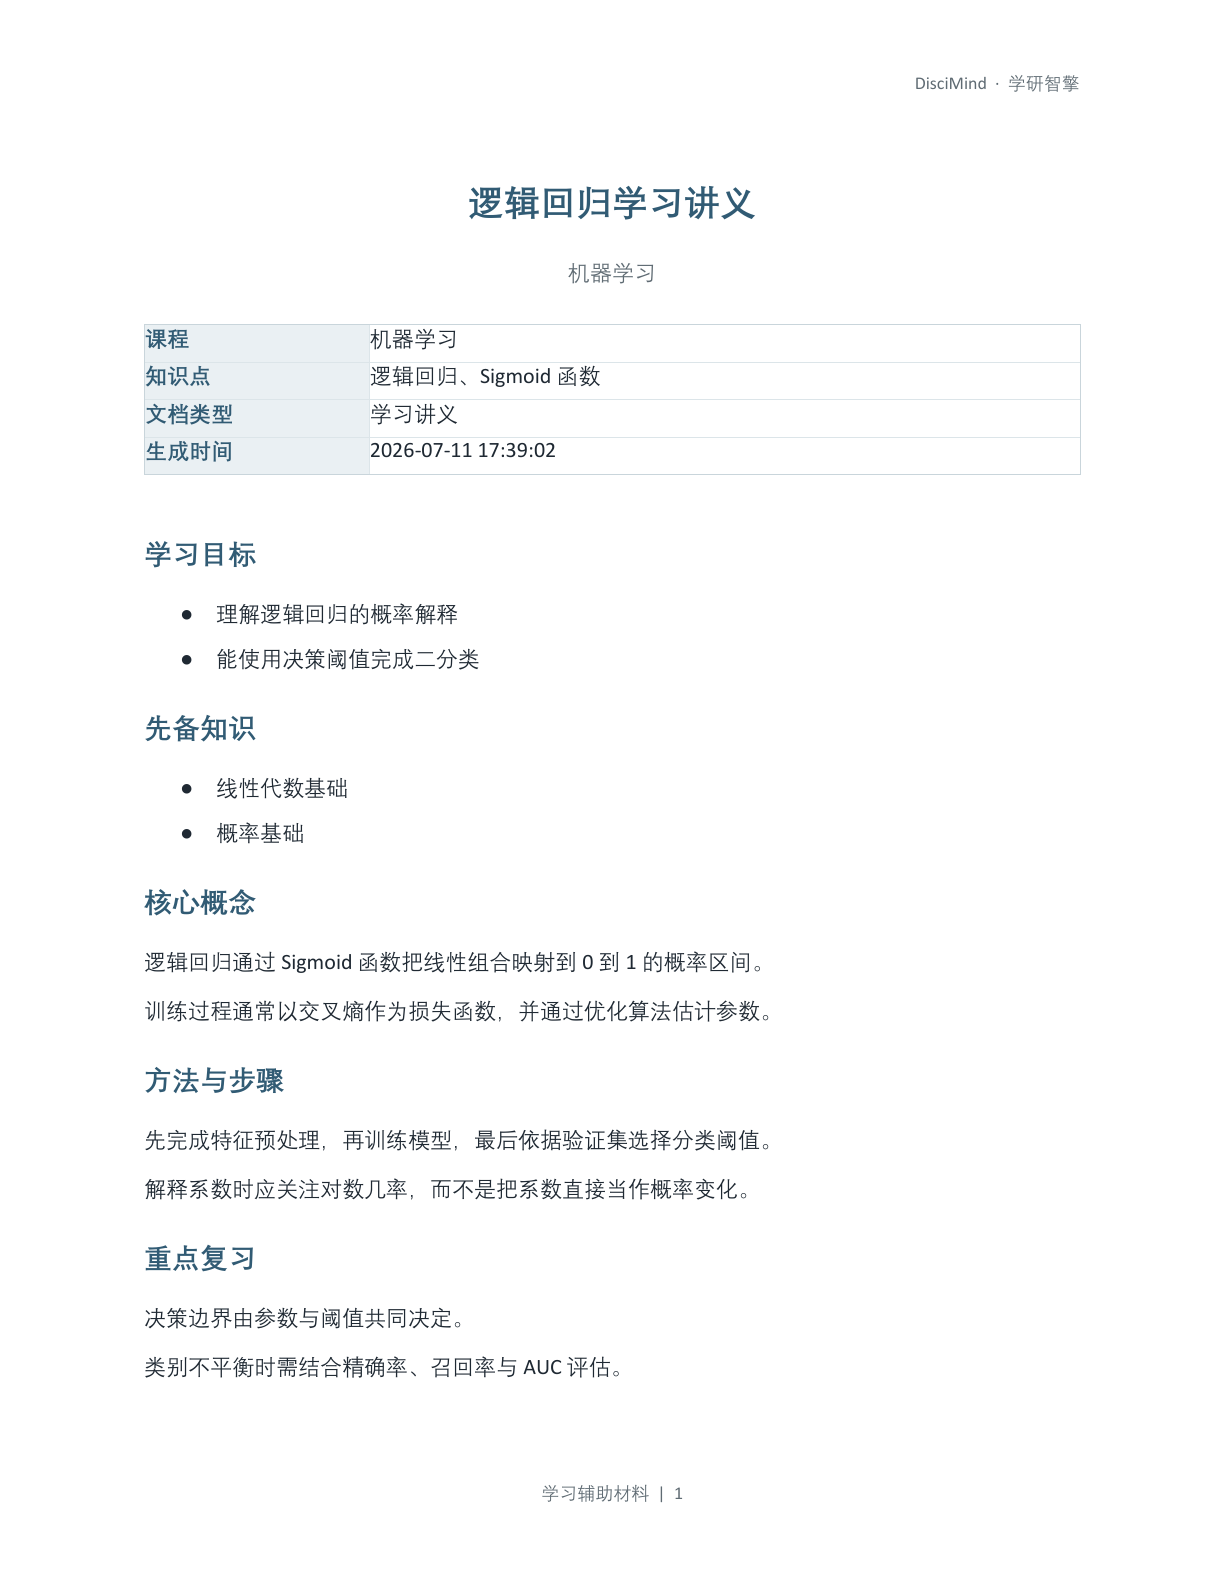 DisciMind · 学研智擎
逻辑回归学习讲义
机器学习
课程 机器学习
知识点 逻辑回归、Sigmoid 函数
文档类型 学习讲义
生成时间 2026-07-11 17:39:02
学习目标
● 理解逻辑回归的概率解释
● 能使用决策阈值完成二分类
先备知识
● 线性代数基础
● 概率基础
核心概念
逻辑回归通过 Sigmoid 函数把线性组合映射到 0 到 1 的概率区间。
训练过程通常以交叉熵作为损失函数，并通过优化算法估计参数。
方法与步骤
先完成特征预处理，再训练模型，最后依据验证集选择分类阈值。
解释系数时应关注对数几率，而不是把系数直接当作概率变化。
重点复习
决策边界由参数与阈值共同决定。
类别不平衡时需结合精确率、召回率与 AUC 评估。
学习辅助材料 | 1